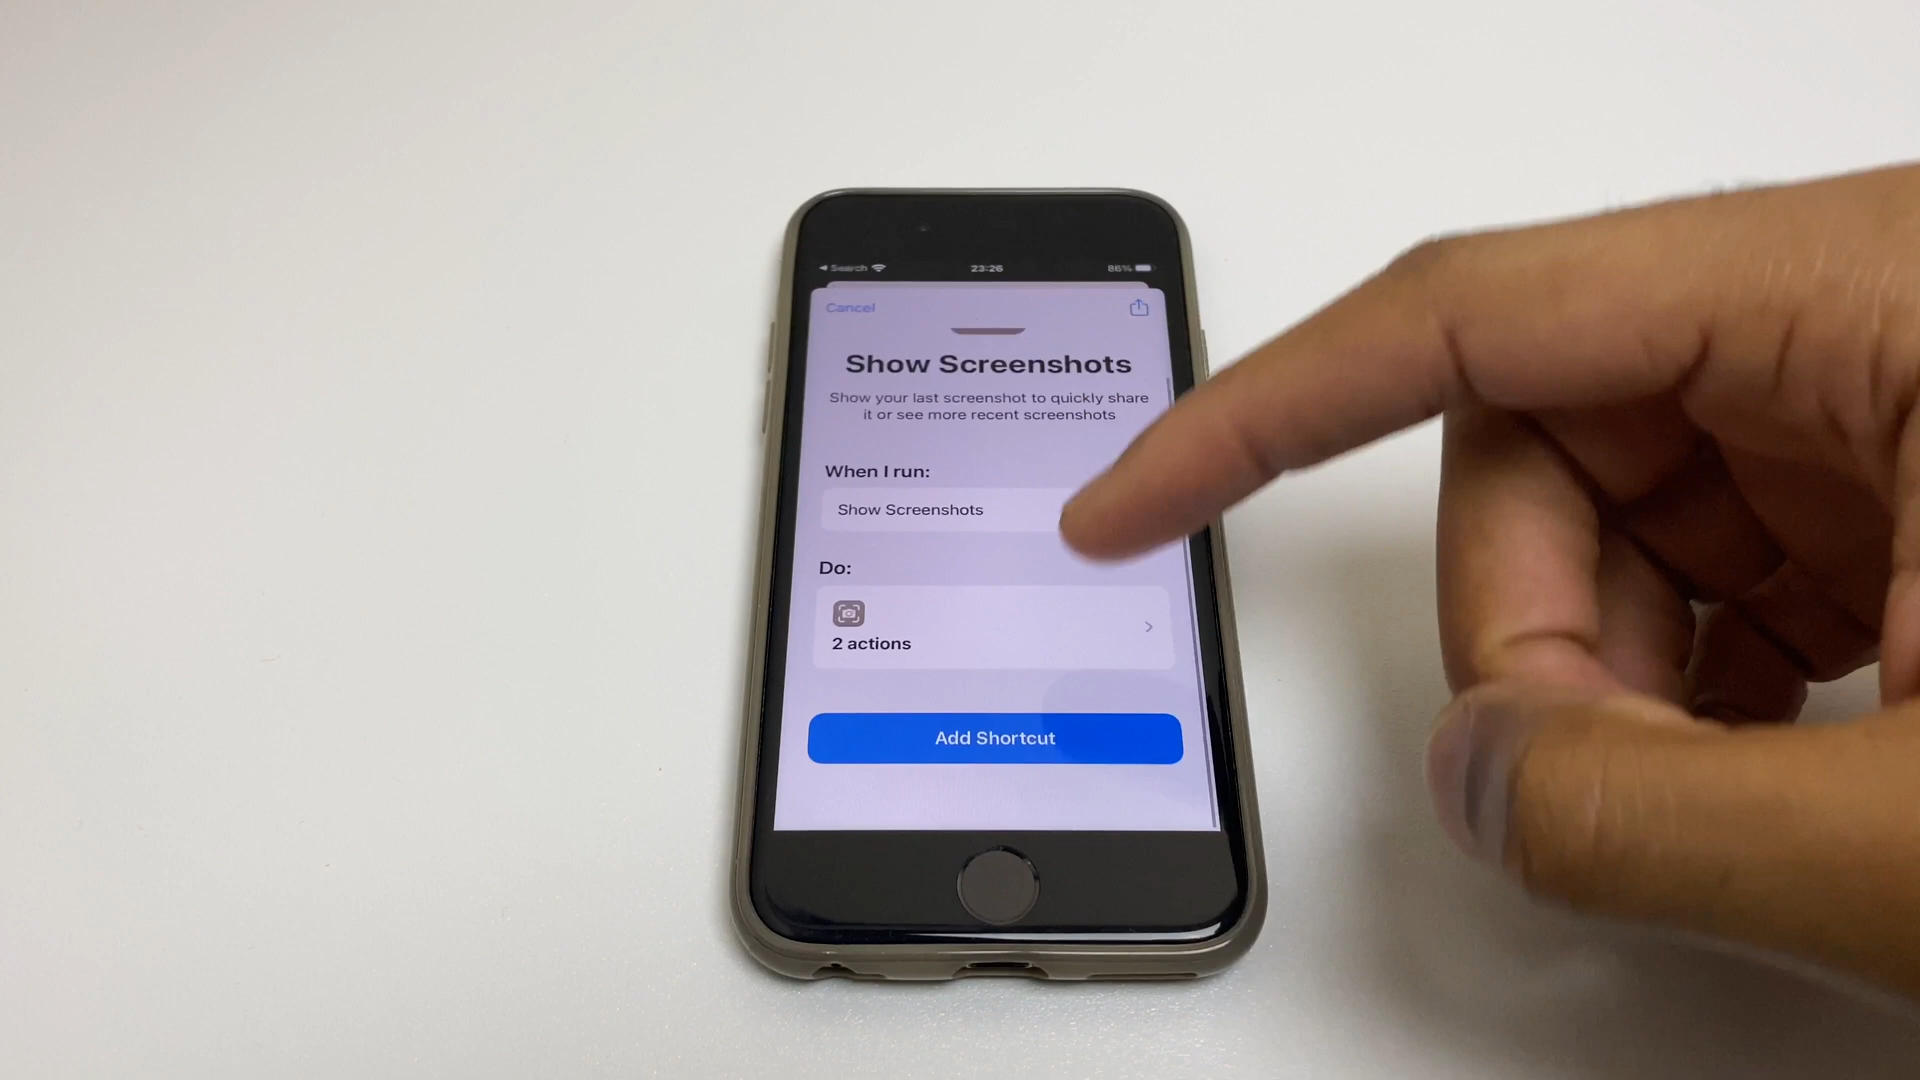 Search
23:26
86%
Cancel
Show Screenshots
Show your last screenshot to quickly share
it or see more recent screenshots
When I run:
Show Screenshots
Do:
2 actions
Add Shortcut